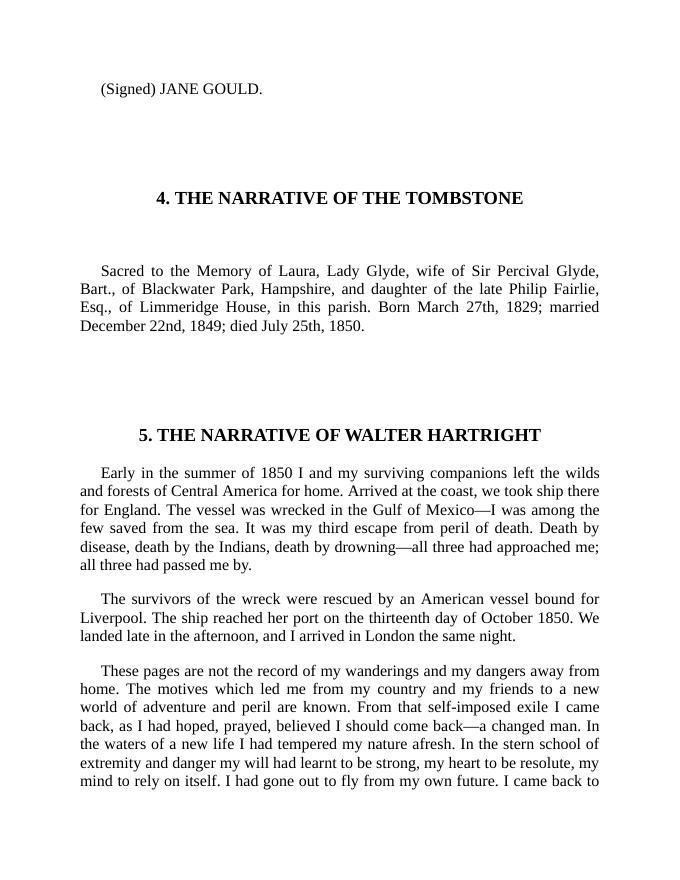 (Signed) JANE GOULD.
4. THE NARRATIVE OF THE TOMBSTONE
Sacred to the Memory of Laura, Lady Glyde, wife of Sir Percival Glyde,
Bart., of Blackwater Park, Hampshire, and daughter of the late Philip Fairlie,
Esq., of Limmeridge House, in this parish. Born March 27th, 1829; married
December 22nd, 1849; died July 25th, 1850.
5. THE NARRATIVE OF WALTER HARTRIGHT
Early in the summer of 1850 I and my surviving companions left the wilds
and forests of Central America for home. Arrived at the coast, we took ship there
for England. The vessel was wrecked in the Gulf of Mexico—I was among the
few saved from the sea. It was my third escape from peril of death. Death by
disease, death by the Indians, death by drowning—all three had approached me;
all three had passed me by.
The survivors of the wreck were rescued by an American vessel bound for
Liverpool. The ship reached her port on the thirteenth day of October 1850. We
landed late in the afternoon, and I arrived in London the same night.
These pages are not the record of my wanderings and my dangers away from
home. The motives which led me from my country and my friends to a new
world of adventure and peril are known. From that self-imposed exile I came
back, as I had hoped, prayed, believed I should come back—a changed man. In
the waters of a new life I had tempered my nature afresh. In the stern school of
extremity and danger my will had learnt to be strong, my heart to be resolute, my
mind to rely on itself. I had gone out to fly from my own future. I came back to